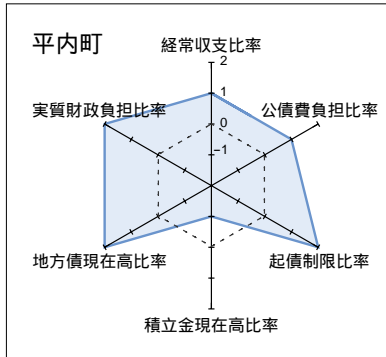 平内町
経常収支比率
2
1
0
−1
公債費負担比率
起債制限比率
積立金現在高比率
地方債現在高比率
実質財政負担比率